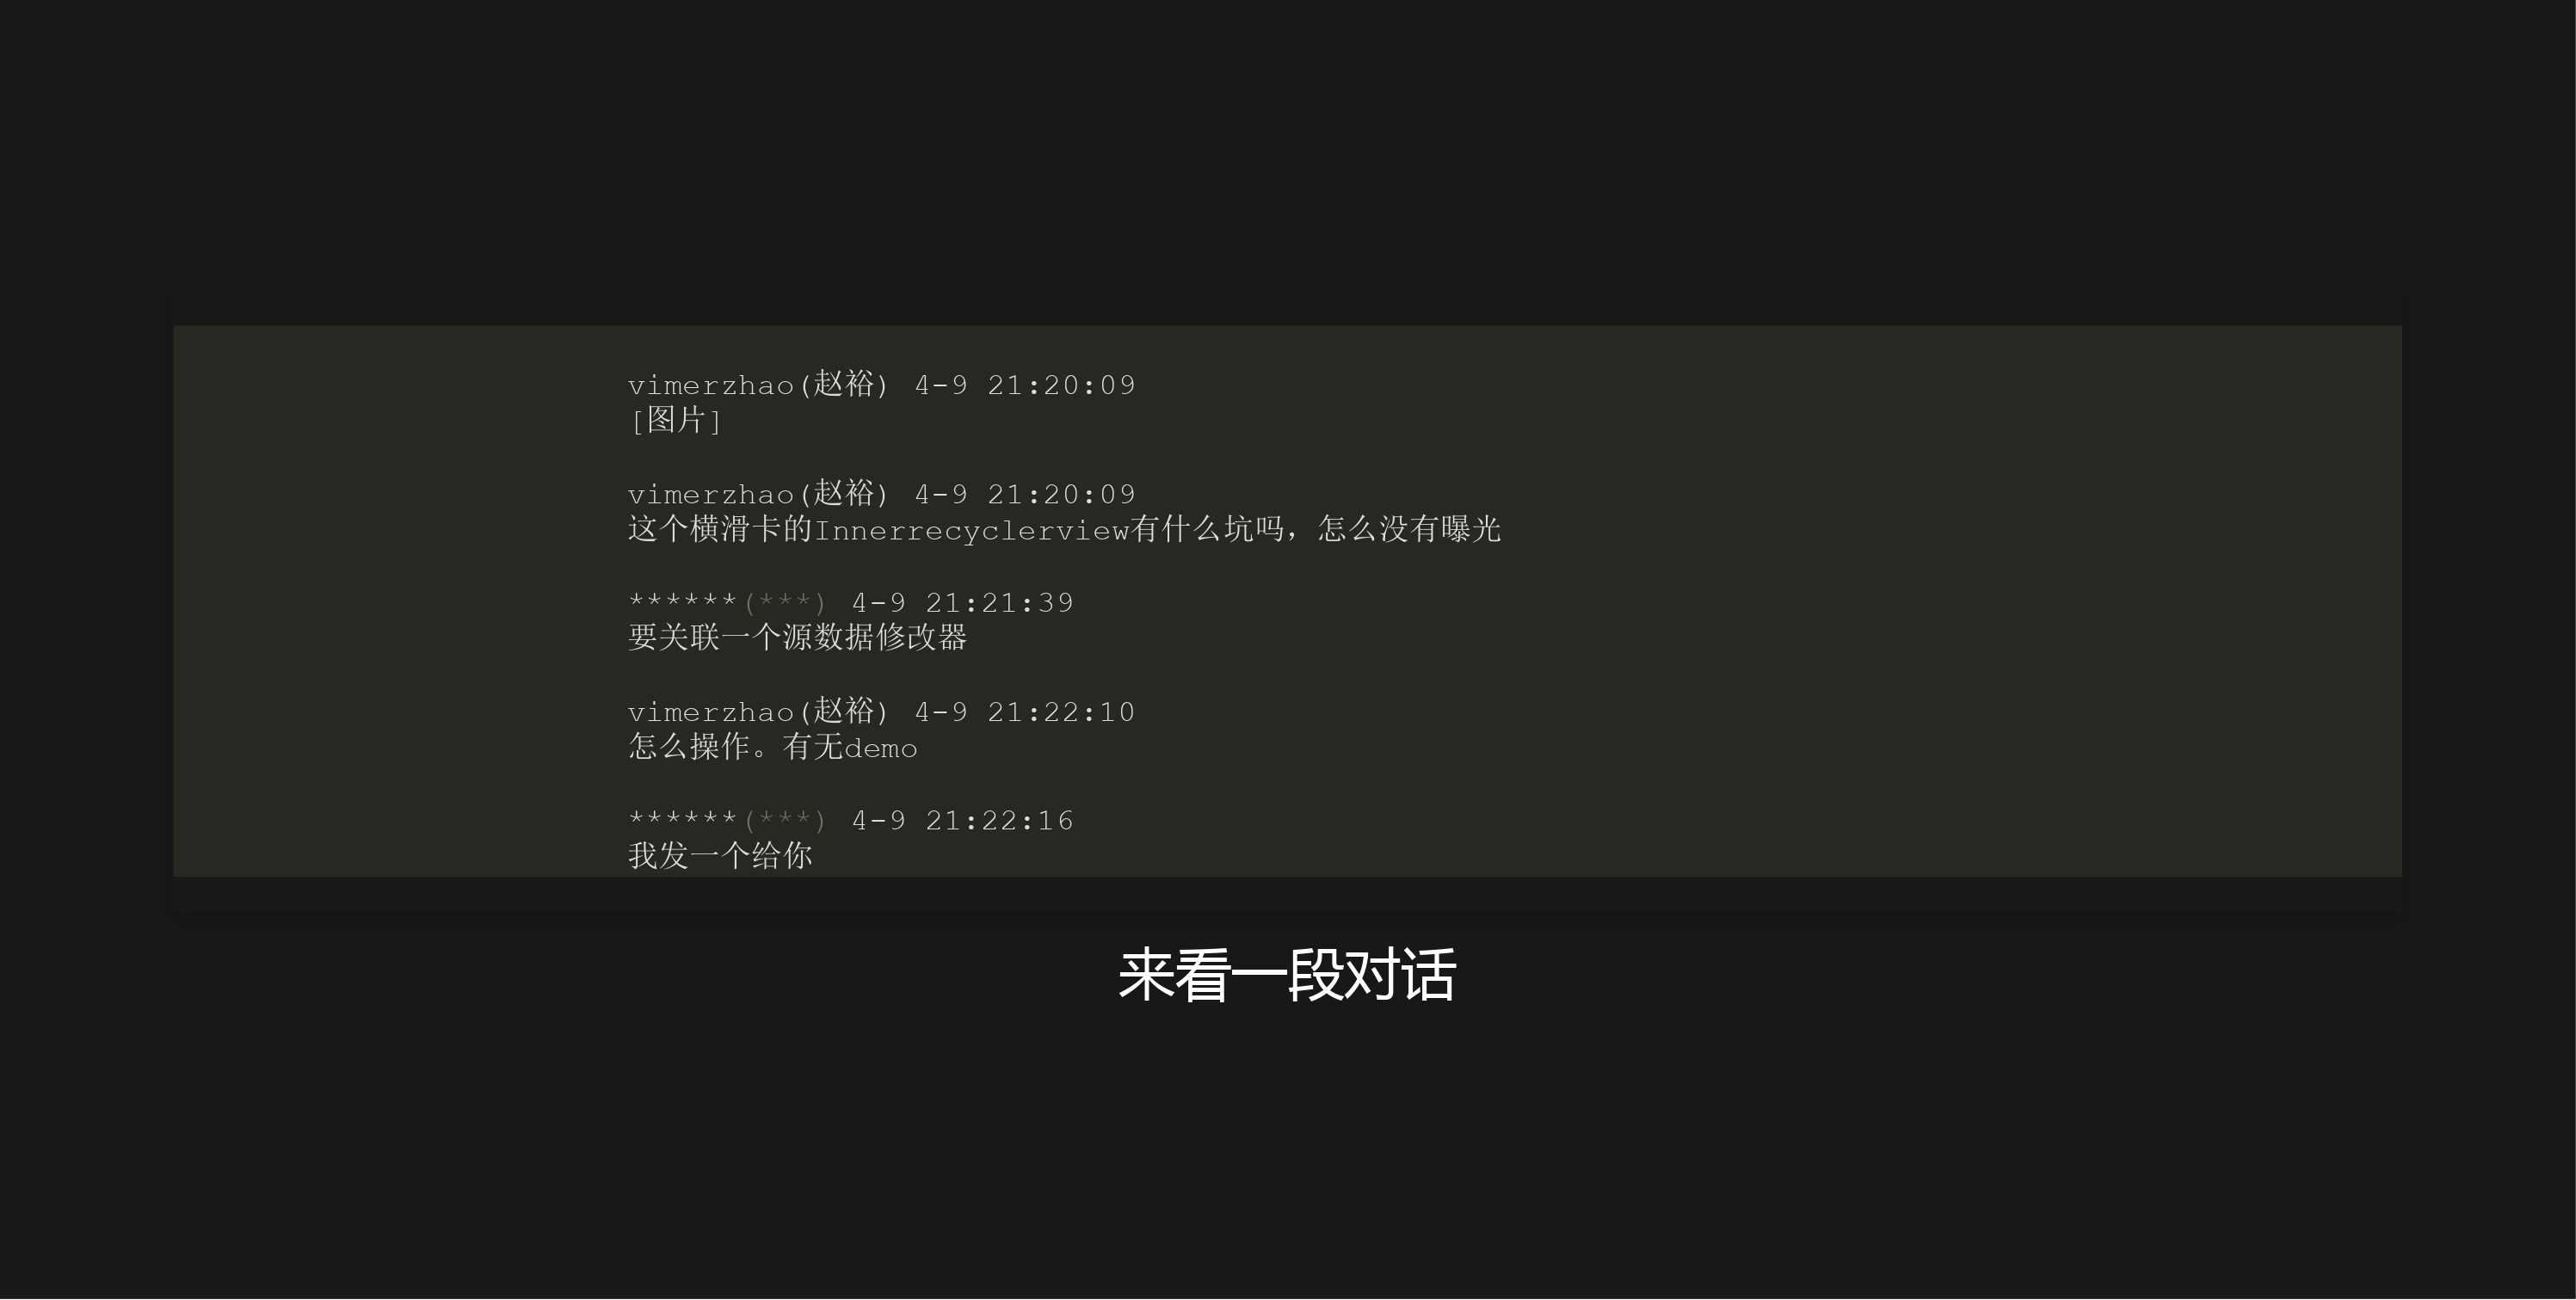 vimerzhao(赵裕) 4-9 21:20:09
[图片]
vimerzhao(赵裕) 4-9 21:20:09
这个横滑卡的Innerrecyclerview有什么坑吗，怎么没有曝光
******(***) 4-9 21:21:39
要关联一个源数据修改器
vimerzhao(赵裕) 4-9 21:22:10
怎么操作。有无demo
******(***) 4-9 21:22:16
我发一个给你
来看一段对话